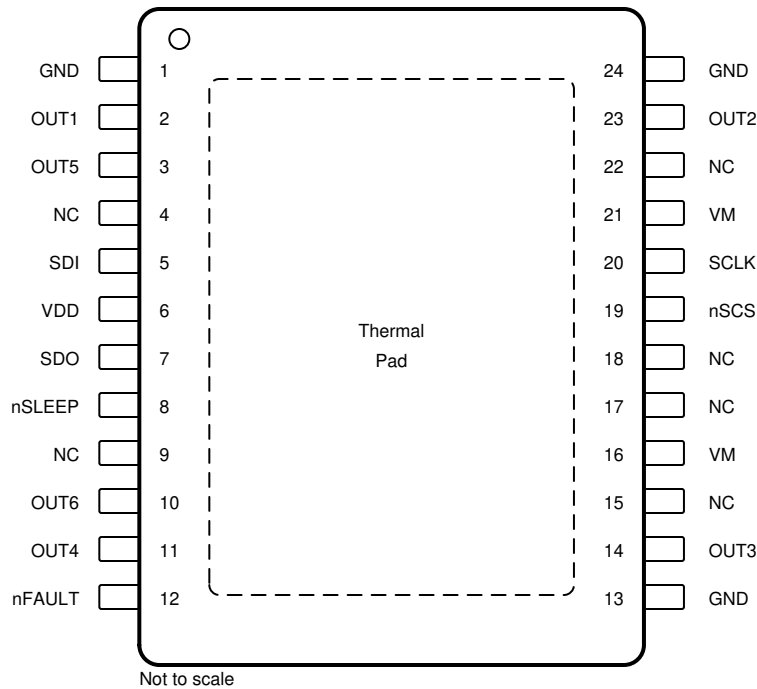 GND 1 24 GND
OUT1 2 23 OUT2
OUT5 3 22 NC
NC 4 21 VM
SDI 5 20 SCLK
VDD 6 19 nSCS
Thermal
SDO 7 18 NC
Pad
nSLEEP 8 17 NC
NC 9 16 VM
OUT6 10 15 NC
OUT4 11 14 OUT3
nFAULT 12 13 GND
Not to scale